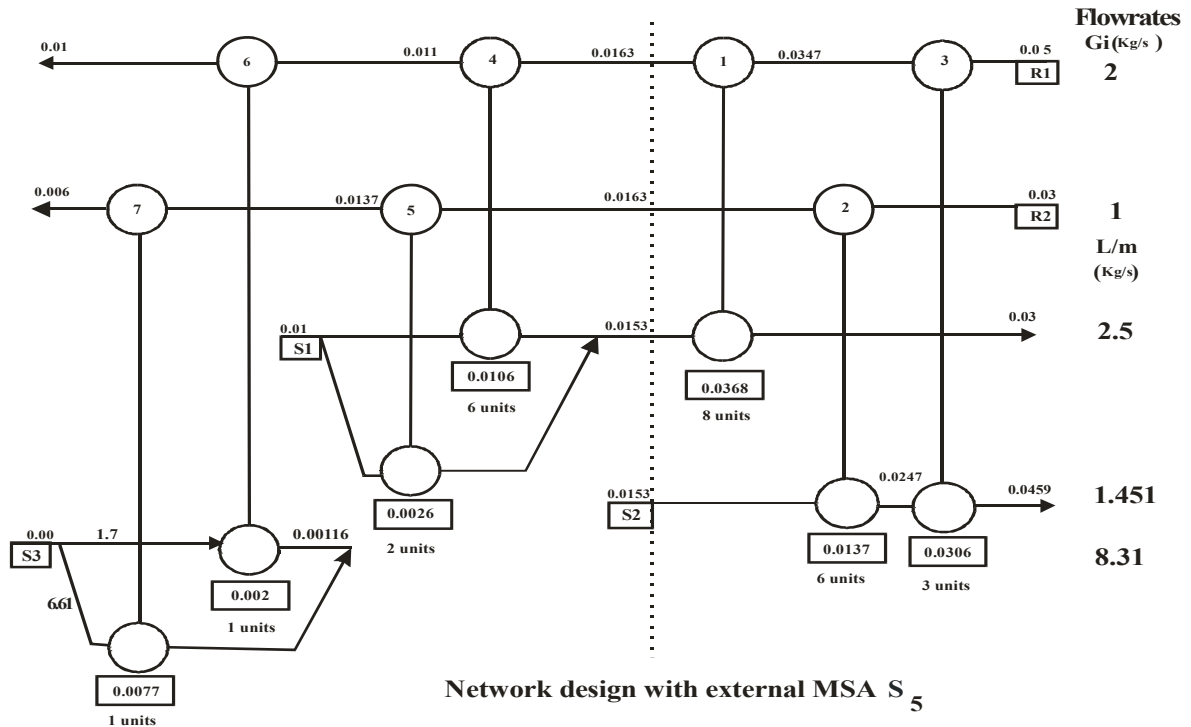 Flowrates
Gi(Kg/s)
0.01
6
0.011
4
0.0163
1
0.0347
3
0.0 5
R1
2
0.006
7
0.0137
5
0.0163
2
0.03
R2
1
L/m
(Kg/s)
0.01
S1
0.0153
0.03
2.5
0.0106
6 units
0.0368
8 units
0.0026
2 units
0.0153
S2
0.0247
0.0459
1.451
0.0137
6 units
0.0306
3 units
0.00
S3
1.7
0.00116
8.31
0.002
1 units
6.61
0.0077
1 units
Network design with external MSA S5